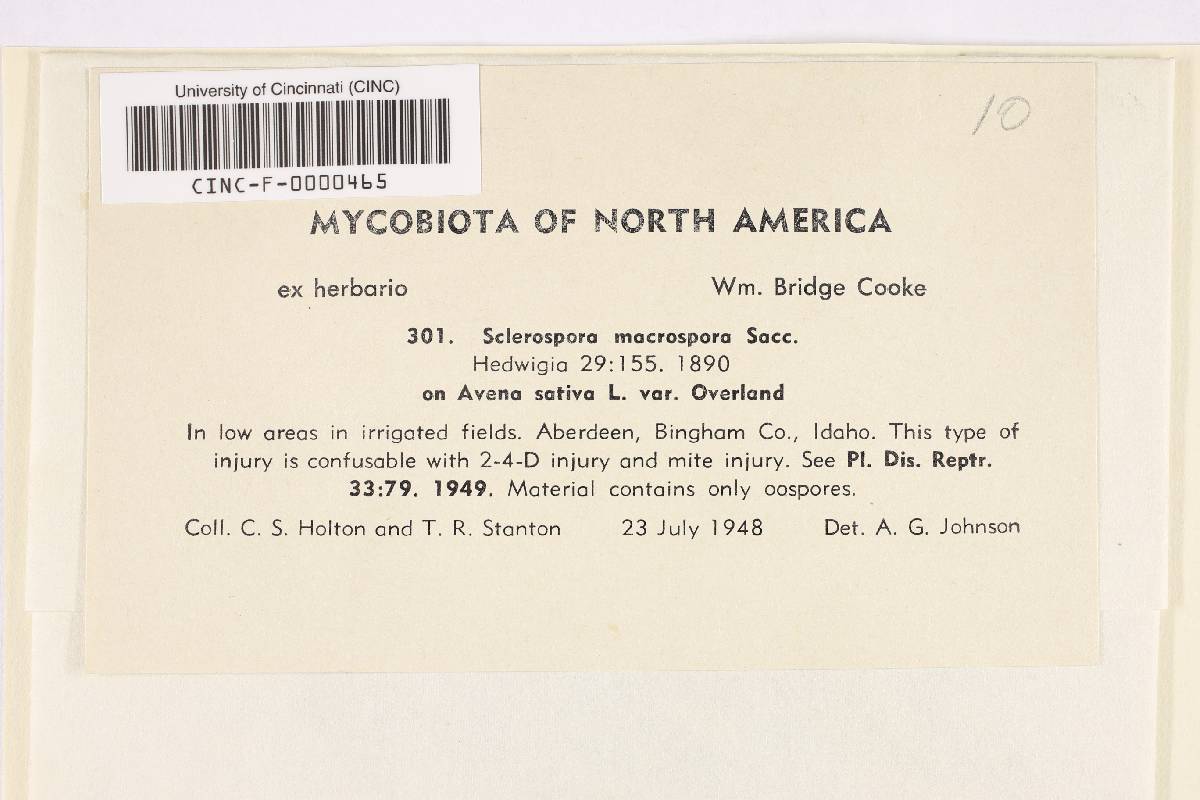 University of Cincinnati (CINC)
CINC-F-0000465
10
MYCOBIOTA OF NORTH AMERICA
ex herbario Wm. Bridge Cooke
301. Sclerospora macrospora Sacc.
Hedwigia 29:155. 1890
on Avena sativa L. var. Overland
In low areas in irrigated fields. Aberdeen, Bingham Co., Idaho. This type of
injury is confusable with 2-4-D injury and mite injury. See Pl. Dis. Reptr.
33:79. 1949. Material contains only oospores.
Coll. C. S. Holton and T. R. Stanton 23 July 1948 Det. A. G. Johnson